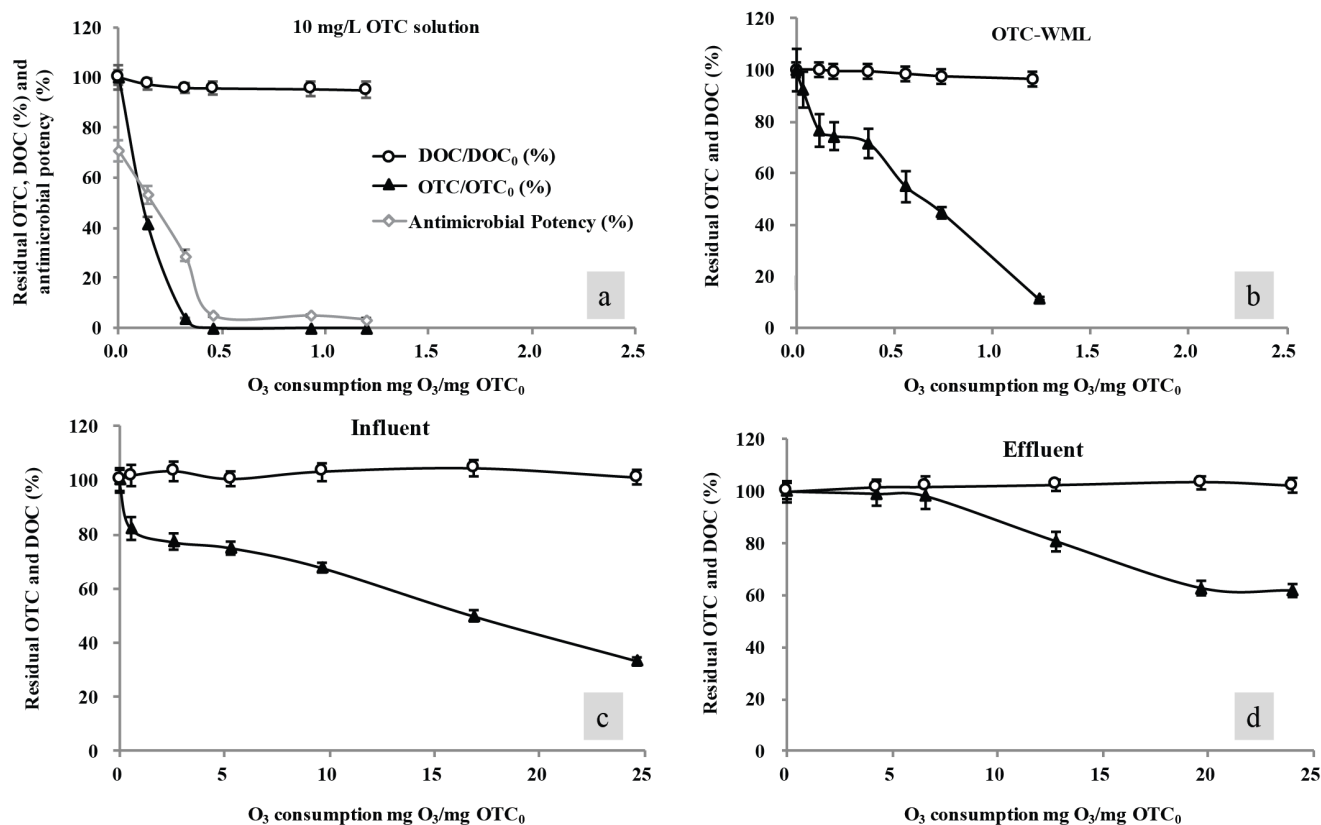 10 mg/L OTC solution
Residual OTC, DOC (%) and
antimicrobial potency (%)
120
100
80
60
40
20
0
DOC/DOC₀ (%)
OTC/OTC₀ (%)
Antimicrobial Potency (%)
a
0.0 0.5 1.0 1.5 2.0 2.5
O₃ consumption mg O₃/mg OTC₀
OTC-WML
Residual OTC and DOC (%)
120
100
80
60
40
20
0
b
0.0 0.5 1.0 1.5 2.0 2.5
O₃ consumption mg O₃/mg OTC₀
Influent
Residual OTC and DOC (%)
120
100
80
60
40
20
0
c
0 5 10 15 20 25
O₃ consumption mg O₃/mg OTC₀
Effluent
Residual OTC and DOC (%)
120
100
80
60
40
20
0
d
0 5 10 15 20 25
O₃ consumption mg O₃/mg OTC₀